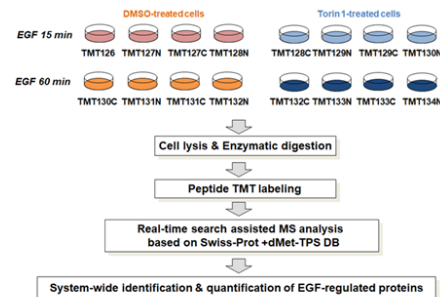 DMSO-treated cells Torin 1-treated cells
EGF 15 min
TMT126 TMT127N TMT127C TMT128N TMT128C TMT129N TMT129C TMT130N
EGF 60 min
TMT130C TMT131N TMT131C TMT132N TMT132C TMT133N TMT133C TMT134N
Cell lysis & Enzymatic digestion
Peptide TMT labeling
Real-time search assisted MS analysis
based on Swiss-Prot +dMet-TPS DB
System-wide identification & quantification of EGF-regulated proteins